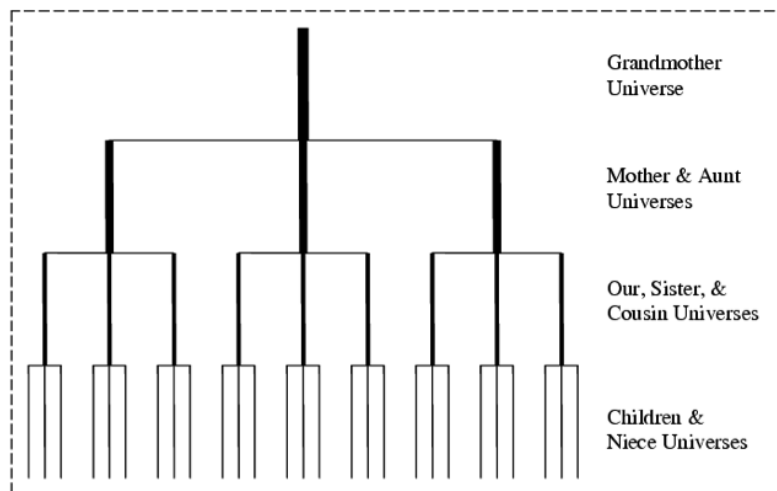 Grandmother
Universe
Mother & Aunt
Universes
Our, Sister, &
Cousin Universes
Children &
Niece Universes